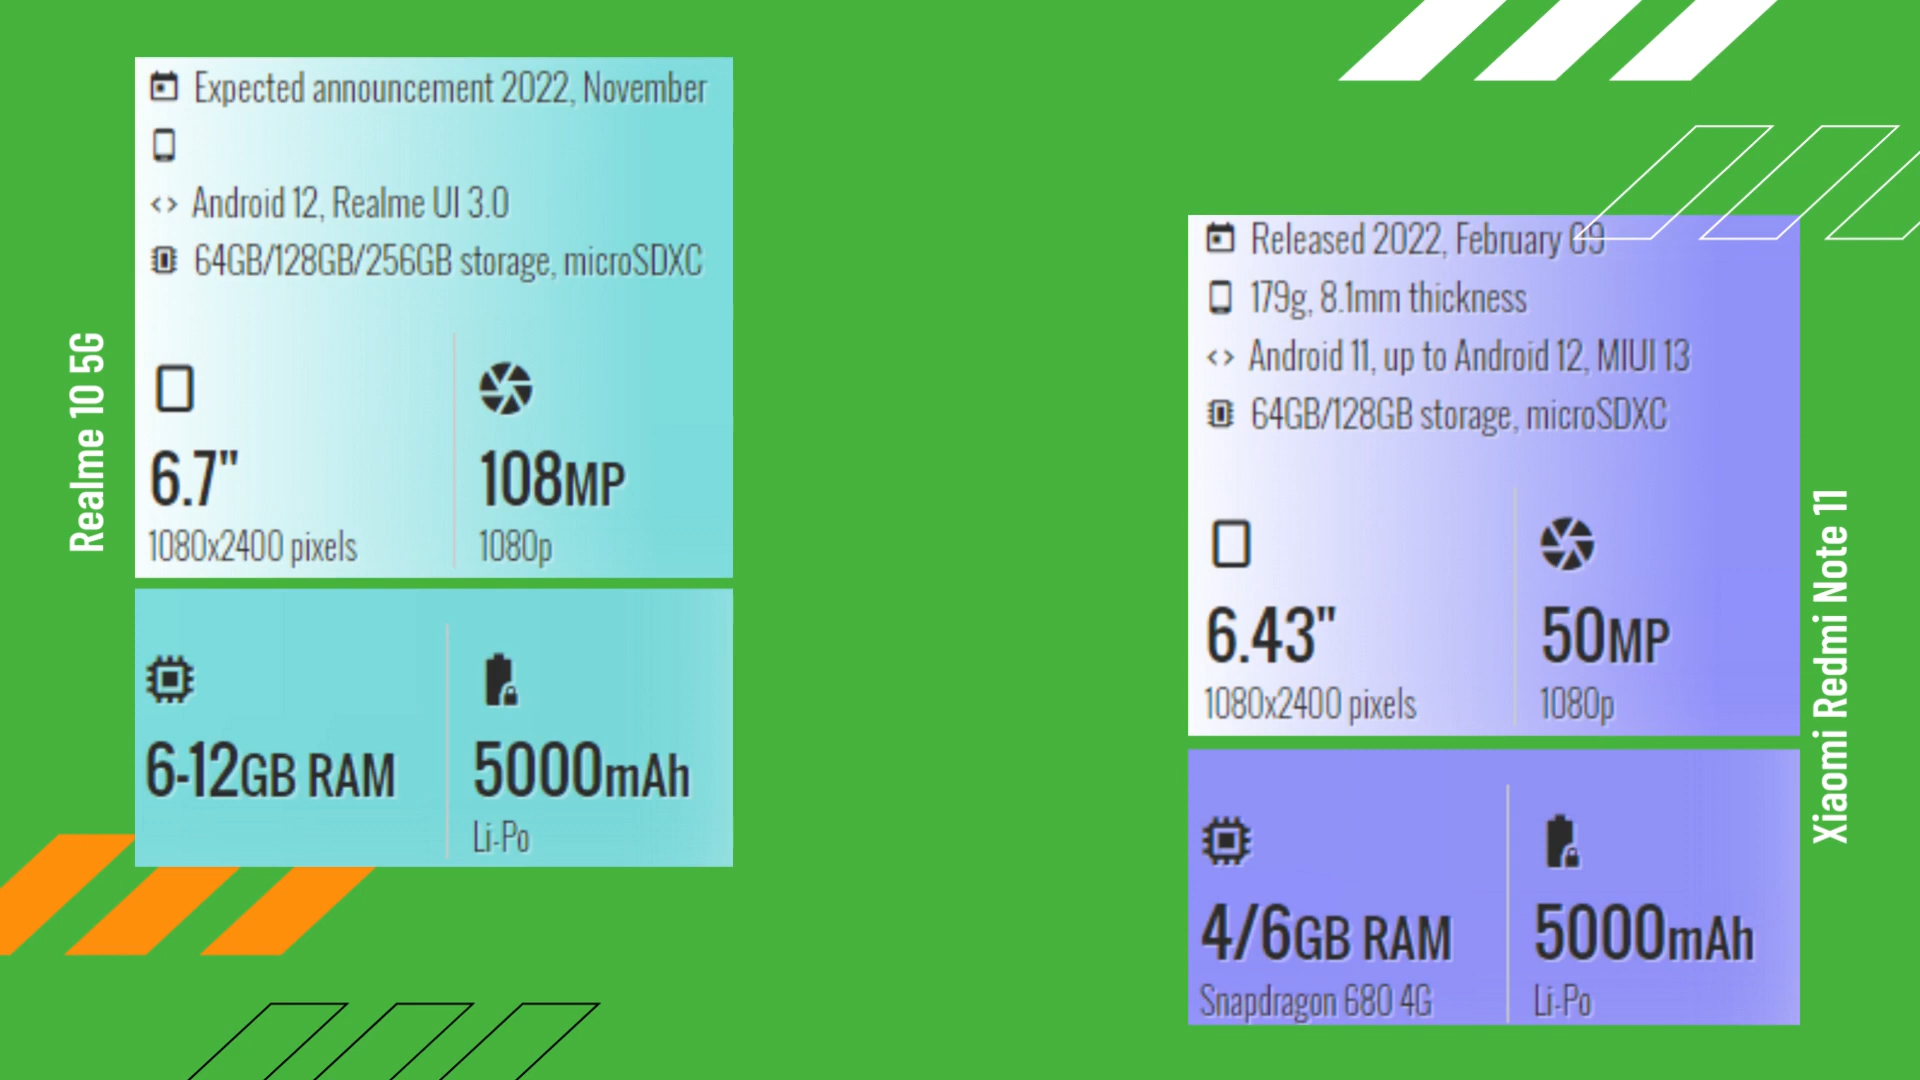 Realme 10 5G
Expected announcement 2022, November
Android 12, Realme UI 3.0
64GB/128GB/256GB storage, microSDXC
6.7"
1080x2400 pixels
108MP
1080p
6-12GB RAM
5000mAh
Li-Po
Released 2022, February 09
179g, 8.1mm thickness
Android 11, up to Android 12, MIUI 13
64GB/128GB storage, microSDXC
6.43"
1080x2400 pixels
50MP
1080p
4/6GB RAM
Snapdragon 680 4G
5000mAh
Li-Po
Xiaomi Redmi Note 11